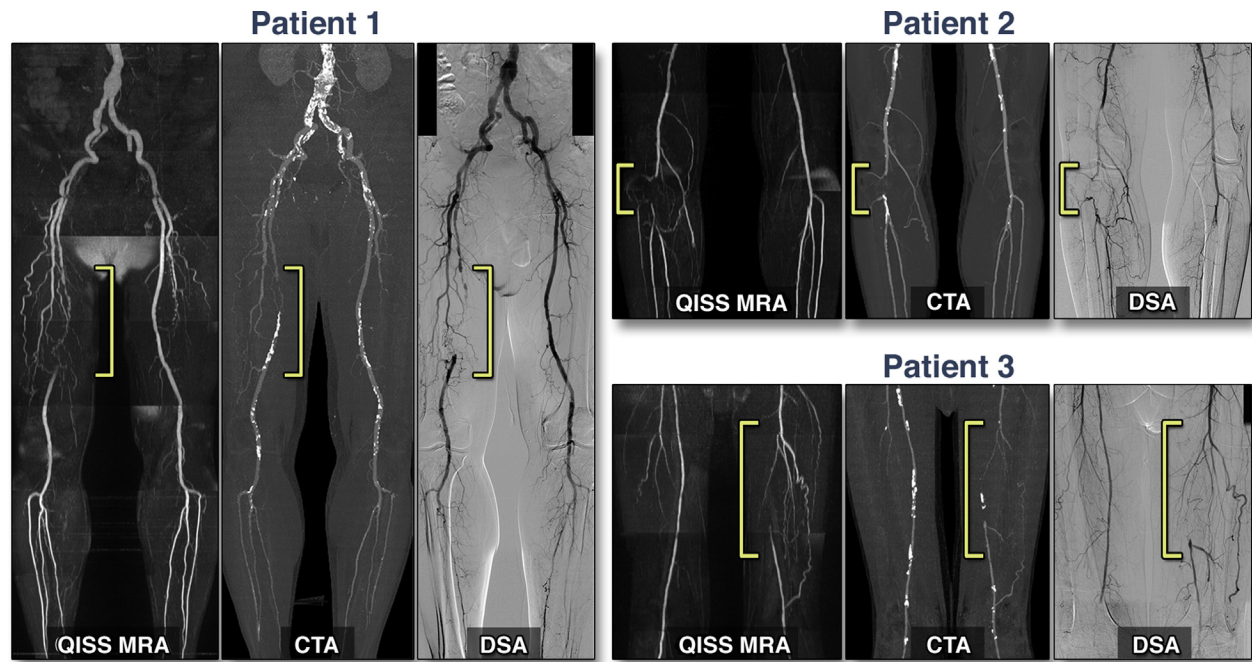 Patient 1
QISS MRA
CTA
DSA
Patient 2
QISS MRA
CTA
DSA
Patient 3
QISS MRA
CTA
DSA